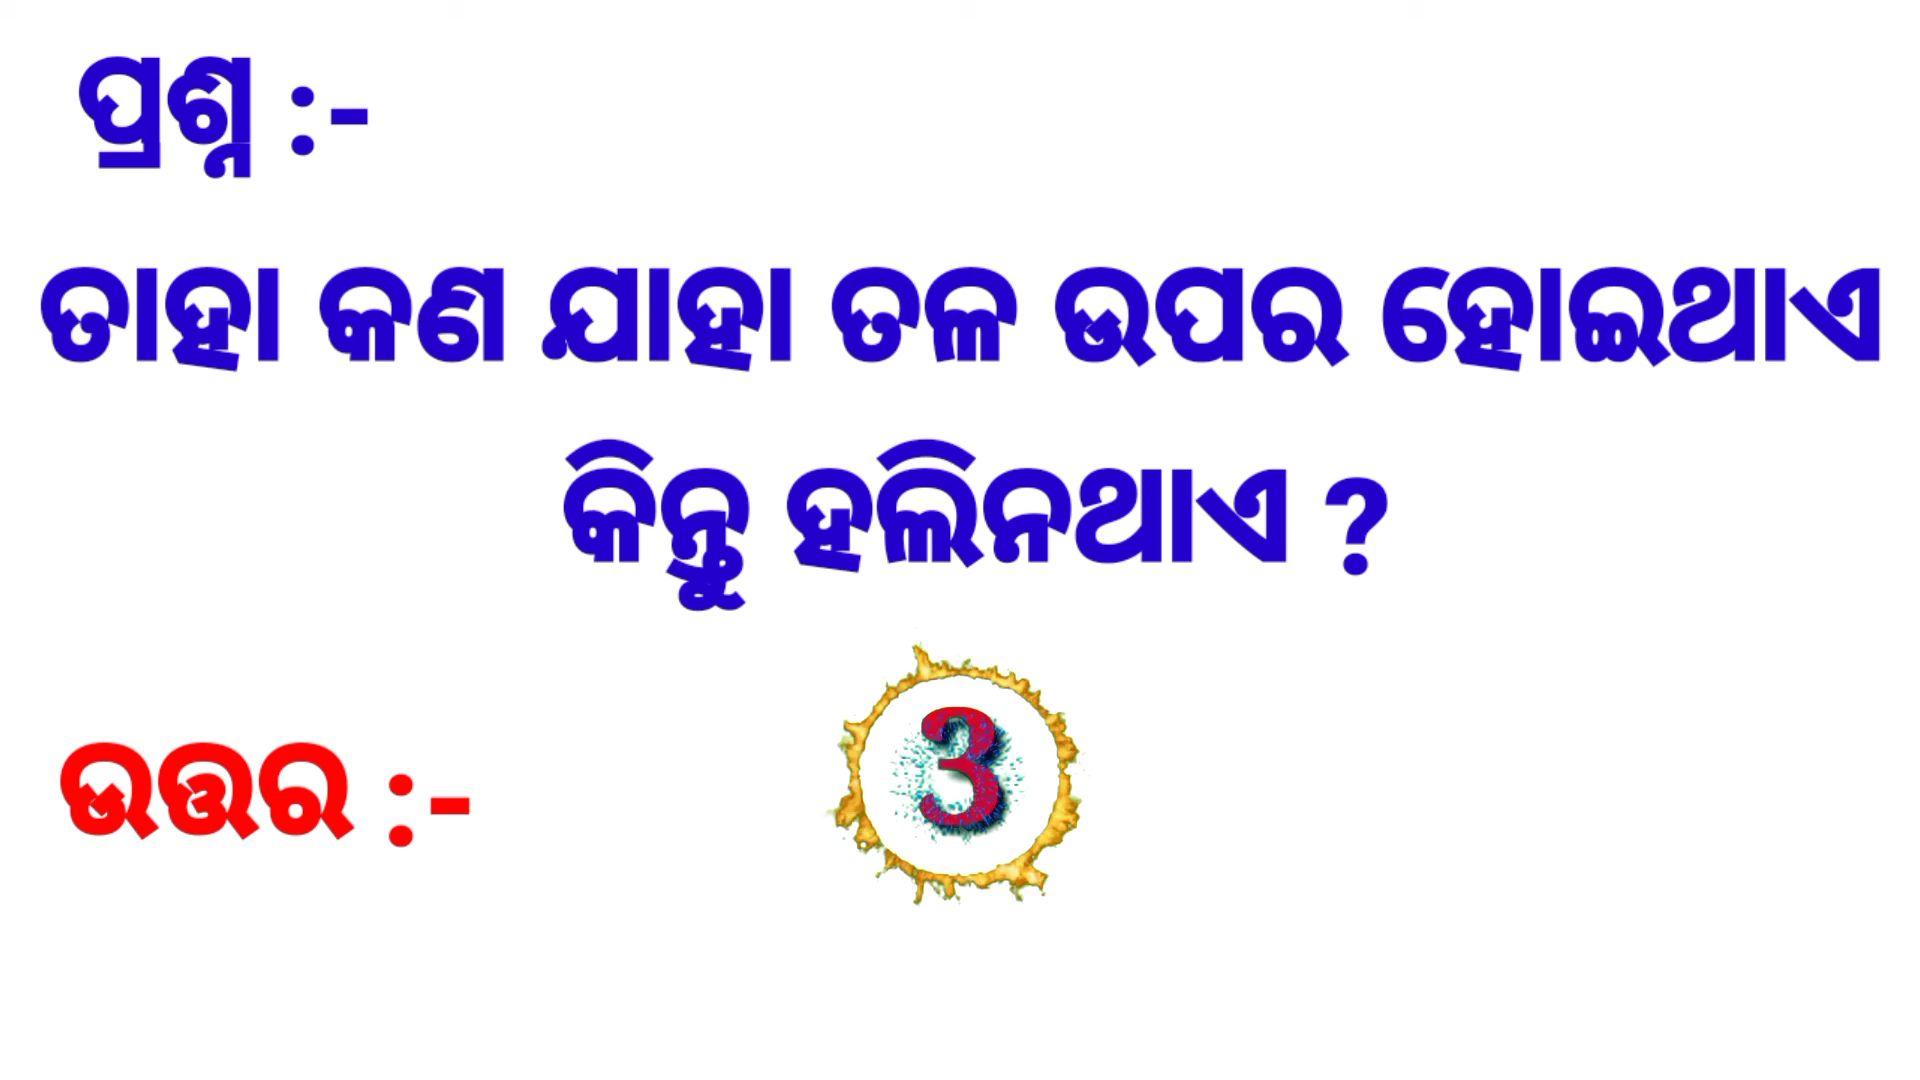 ପ୍ରଶ୍ନ :-
ତାହା କଣ ଯାହା ତଳ ଉପର ହୋଇଥାଏ
କିନ୍ତୁ ହଲିନଥାଏ ?
3
ଉତ୍ତର :-